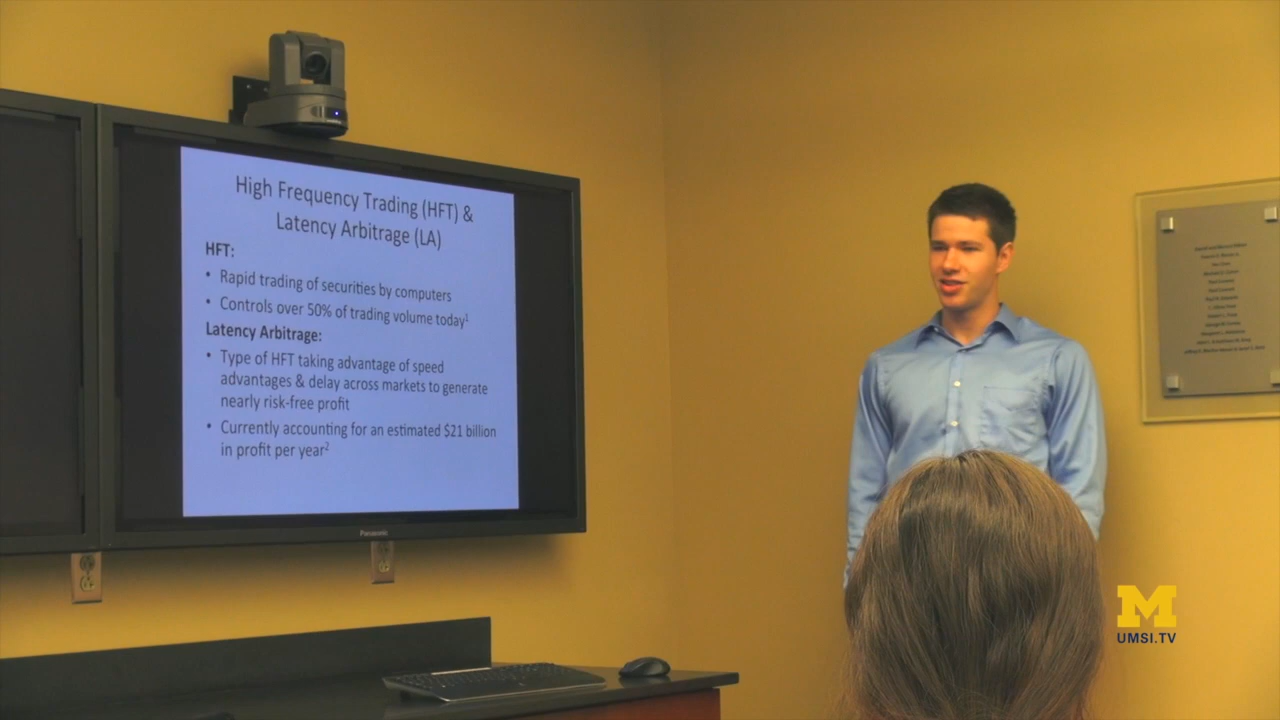 High Frequency Trading (HFT) &
Latency Arbitrage (LA)
HFT:
• Rapid trading of securities by computers
• Controls over 50% of trading volume today¹
Latency Arbitrage:
• Type of HFT taking advantage of speed
advantages & delay across markets to generate
nearly risk-free profit
• Currently accounting for an estimated $21 billion
in profit per year²
Panasonic
M
UMSI.TV